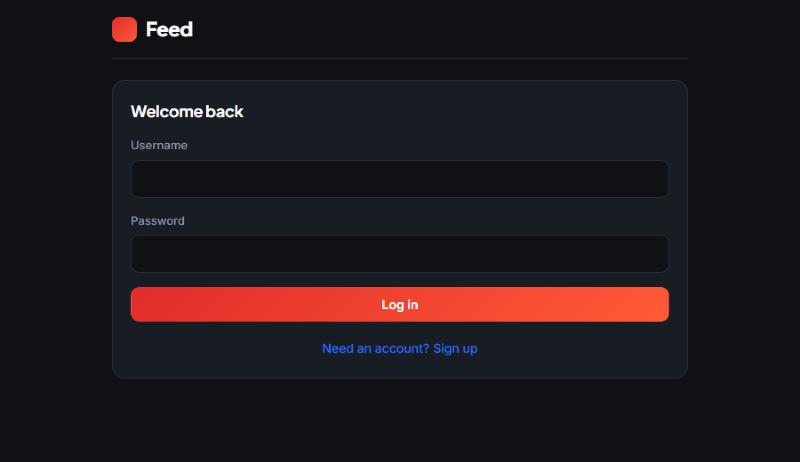 Feed
Welcome back
Username
Password
Log in
Need an account? Sign up